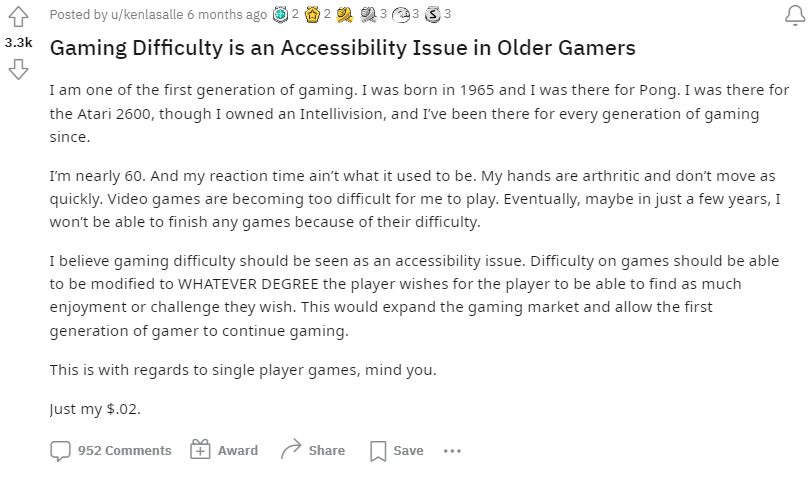 Posted by u/kenlasalle 6 months ago 2 2 3 3 3
3.3k
Gaming Difficulty is an Accessibility Issue in Older Gamers
I am one of the first generation of gaming. I was born in 1965 and I was there for Pong. I was there for
the Atari 2600, though I owned an Intellivision, and I've been there for every generation of gaming
since.
I'm nearly 60. And my reaction time ain't what it used to be. My hands are arthritic and don't move as
quickly. Video games are becoming too difficult for me to play. Eventually, maybe in just a few years, I
won't be able to finish any games because of their difficulty.
I believe gaming difficulty should be seen as an accessibility issue. Difficulty on games should be able
to be modified to WHATEVER DEGREE the player wishes for the player to be able to find as much
enjoyment or challenge they wish. This would expand the gaming market and allow the first
generation of gamer to continue gaming.
This is with regards to single player games, mind you.
Just my $.02.
952 Comments Award Share Save